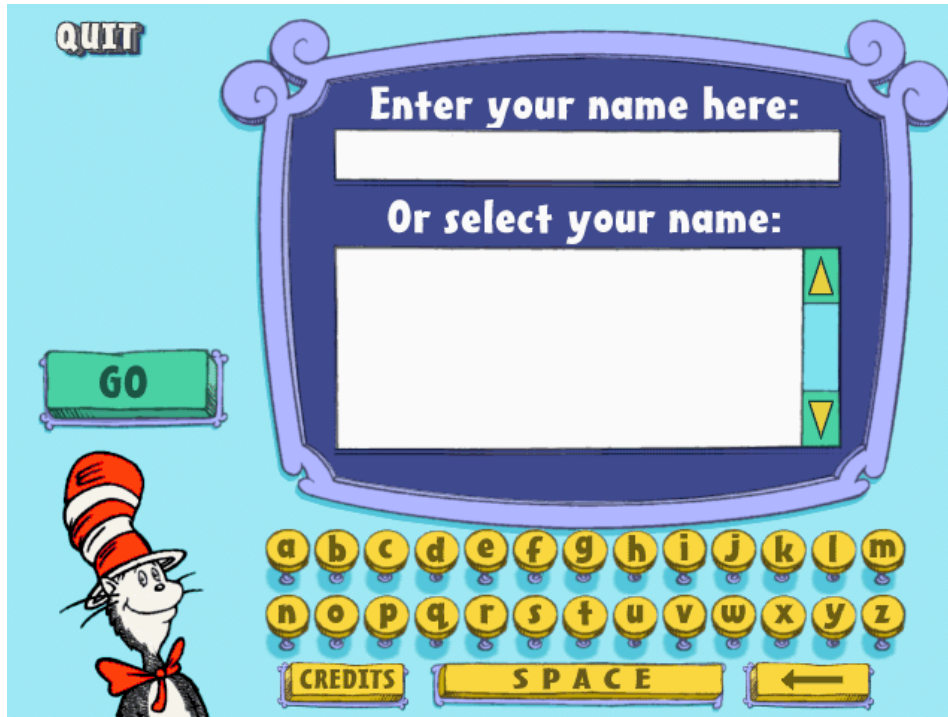 QUIT
Enter your name here:
Or select your name:
GO
a b c d e f g h i j k l m
n o p q r s t u v w x y z
CREDITS SPACE